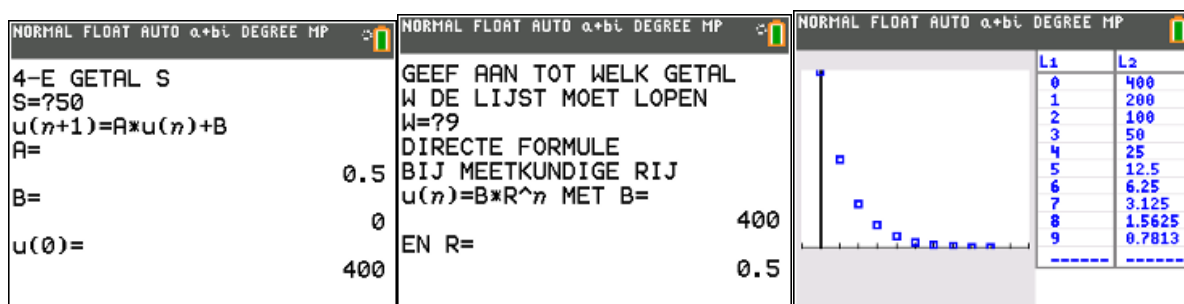 NORMAL FLOAT AUTO a+bi DEGREE MP
4-E GETAL S
S=?50
u(n+1)=A*u(n)+B
A=
0.5
B=
0
u(0)=
400
NORMAL FLOAT AUTO a+bi DEGREE MP
GEEF AAN TOT WELK GETAL
W DE LIJST MOET LOPEN
W=?9
DIRECTE FORMULE
BIJ MEETKUNDIGE RIJ
u(n)=B*R^n MET B=
400
EN R=
0.5
NORMAL FLOAT AUTO a+bi DEGREE MP
L1 L2
0 400
1 200
2 100
3 50
4 25
5 12.5
6 6.25
7 3.125
8 1.5625
9 0.7813
------ ------